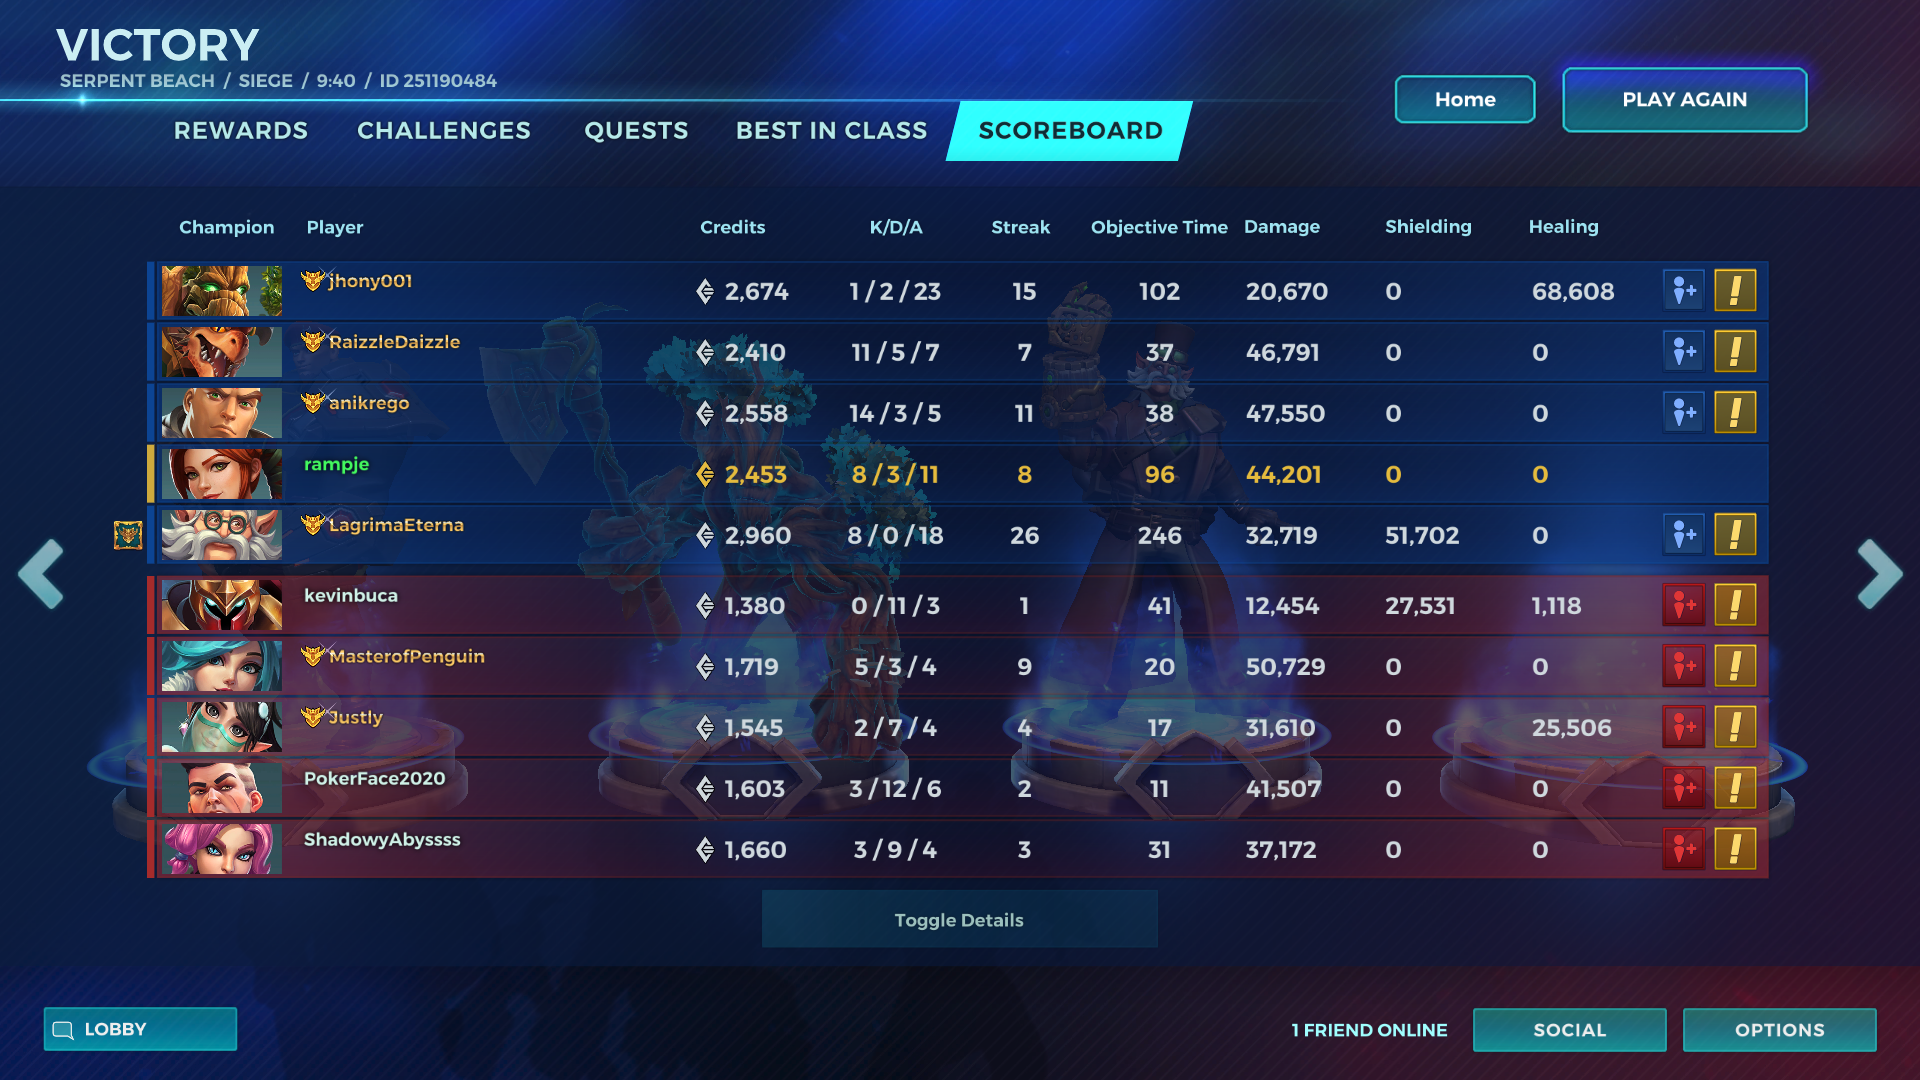 VICTORY
SERPENT BEACH / SIEGE / 9:40 / ID 251190484
Home
PLAY AGAIN
REWARDS CHALLENGES QUESTS BEST IN CLASS SCOREBOARD
Champion Player Credits K/D/A Streak Objective Time Damage Shielding Healing
jhony001 2,674 1 / 2 / 23 15 102 20,670 0 68,608
RaizzleDaizzle 2,410 11 / 5 / 7 7 37 46,791 0 0
anikrego 2,558 14 / 3 / 5 11 38 47,550 0 0
rampje 2,453 8 / 3 / 11 8 96 44,201 0 0
LagrimaEterna 2,960 8 / 0 / 18 26 246 32,719 51,702 0
kevinbuca 1,380 0 / 11 / 3 1 41 12,454 27,531 1,118
MasterofPenguin 1,719 5 / 3 / 4 9 20 50,729 0 0
Justly 1,545 2 / 7 / 4 4 17 31,610 0 25,506
PokerFace2020 1,603 3 / 12 / 6 2 11 41,507 0 0
ShadowyAbyssss 1,660 3 / 9 / 4 3 31 37,172 0 0
Toggle Details
LOBBY
1 FRIEND ONLINE
SOCIAL
OPTIONS